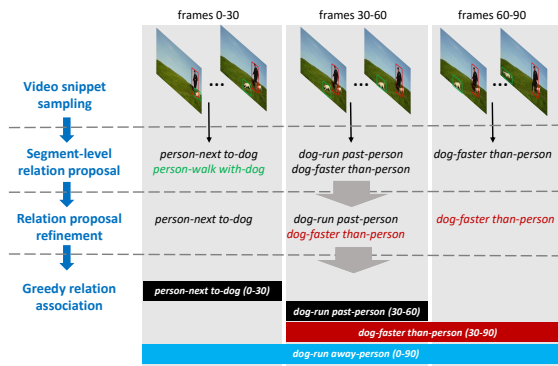 frames 0-30
frames 30-60
frames 60-90
Video snippet
sampling
...
...
...
Segment-level
relation proposal
person-next to-dog
person-walk with-dog
dog-run past-person
dog-faster than-person
dog-faster than-person
Relation proposal
refinement
person-next to-dog
dog-run past-person
dog-faster than-person
dog-faster than-person
Greedy relation
association
person-next to-dog (0-30)
dog-run past-person (30-60)
dog-faster than-person (30-90)
dog-run away-person (0-90)